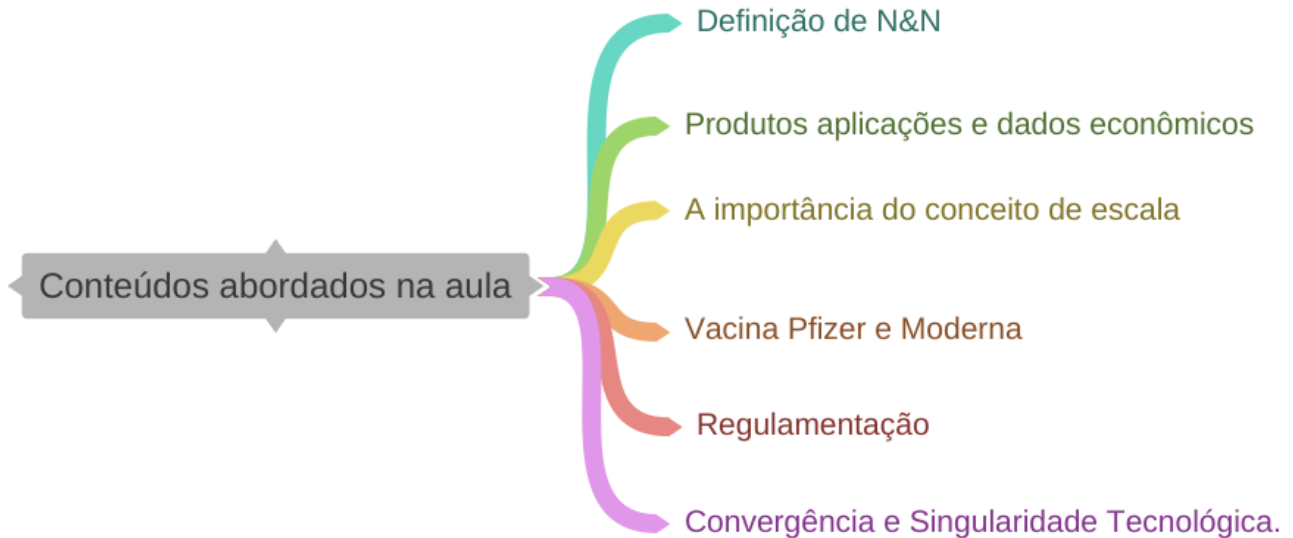 Definição de N&N
Produtos aplicações e dados econômicos
A importância do conceito de escala
Conteúdos abordados na aula
Vacina Pfizer e Moderna
Regulamentação
Convergência e Singularidade Tecnológica.